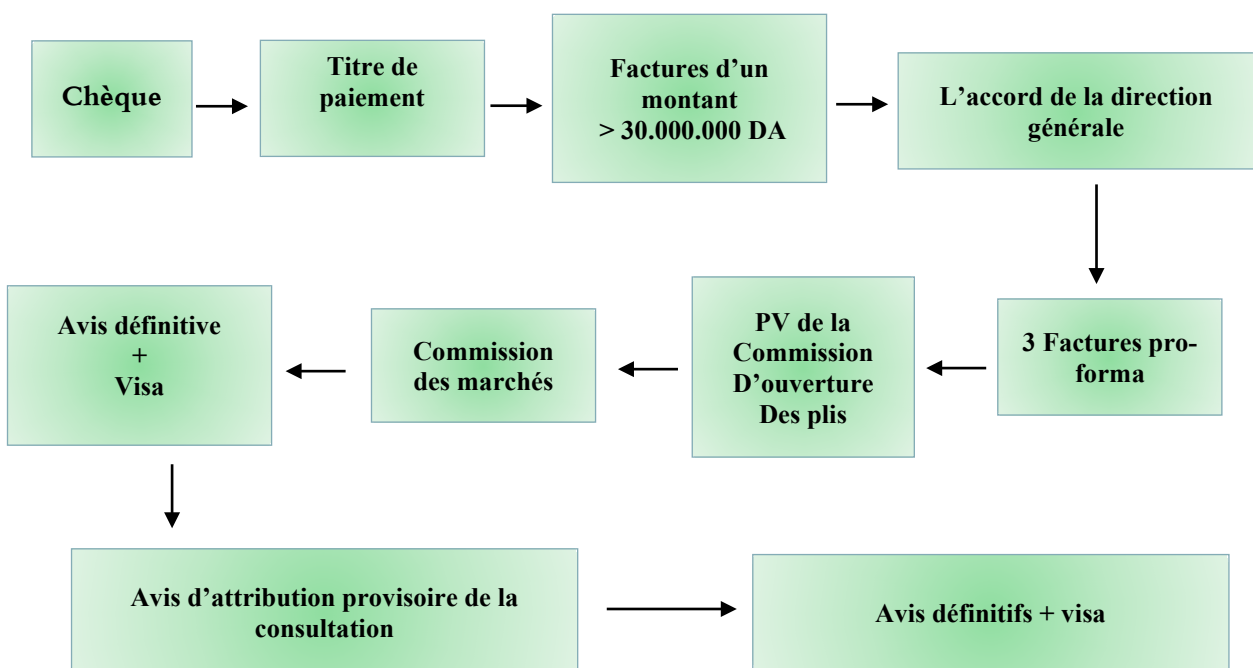 Chèque
Titre de
paiement
Factures d'un
montant
> 30.000.000 DA
L'accord de la direction
générale
3 Factures pro-
forma
PV de la
Commission
D'ouverture
Des plis
Commission
des marchés
Avis définitive
+
Visa
Avis d'attribution provisoire de la
consultation
Avis définitifs + visa